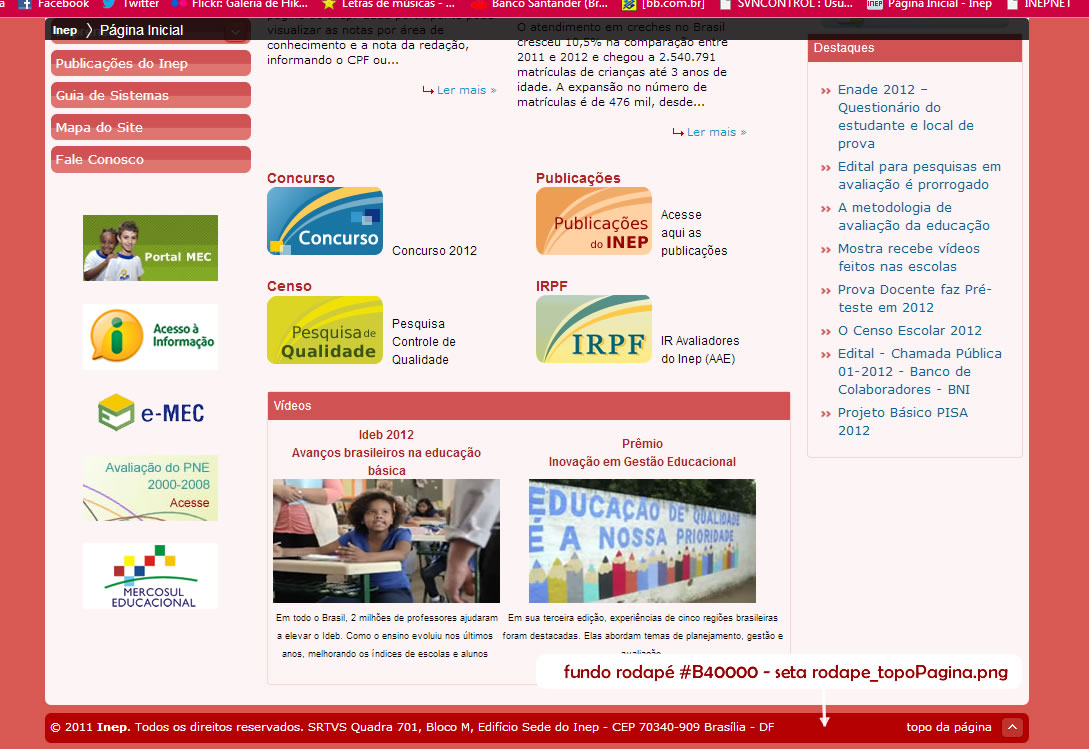 Facebook
Twitter
Flickr: Galeria de Hik...
Letras de músicas - ...
Banco Santander (Br...
[bb.com.br]
SVNCONTROL : Usu...
INEP Página Inicial - Inep
INEPNET
Inep 〉 Página Inicial
Publicações do Inep
Guia de Sistemas
Mapa do Site
Fale Conosco
Portal MEC
Acesso à
Informação
e-MEC
Avaliação do PNE
2000-2008
Acesse
MERCOSUL
EDUCACIONAL
visualizar as notas por área de
conhecimento e a nota da redação,
informando o CPF ou...
Ler mais »
O atendimento em creches no Brasil
cresceu 10,5% na comparação entre
2011 e 2012 e chegou a 2.540.791
matrículas de crianças até 3 anos de
idade. A expansão no número de
matrículas é de 476 mil, desde...
Ler mais »
Concurso
Concurso
Concurso 2012
Publicações
Publicações
do INEP
Acesse
aqui as
publicações
Censo
Pesquisa de
Qualidade
Pesquisa
Controle de
Qualidade
IRPF
IRPF
IR Avaliadores
do Inep (AAE)
Vídeos
Ideb 2012
Avanços brasileiros na educação
básica
Em todo o Brasil, 2 milhões de professores ajudaram
a elevar o Ideb. Como o ensino evoluiu nos últimos
anos, melhorando os índices de escolas e alunos
Prêmio
Inovação em Gestão Educacional
EDUCAÇÃO DE QUALIDADE
É A NOSSA PRIORIDADE
Em sua terceira edição, experiências de cinco regiões brasileiras
foram destacadas. Elas abordam temas de planejamento, gestão e
Destaques
›› Enade 2012 –
Questionário do
estudante e local de
prova
›› Edital para pesquisas em
avaliação é prorrogado
›› A metodologia de
avaliação da educação
›› Mostra recebe vídeos
feitos nas escolas
›› Prova Docente faz Pré-
teste em 2012
›› O Censo Escolar 2012
›› Edital - Chamada Pública
01-2012 - Banco de
Colaboradores - BNI
›› Projeto Básico PISA
2012
fundo rodapé #B40000 - seta rodape_topoPagina.png
© 2011 Inep. Todos os direitos reservados. SRTVS Quadra 701, Bloco M, Edifício Sede do Inep - CEP 70340-909 Brasília - DF
topo da página